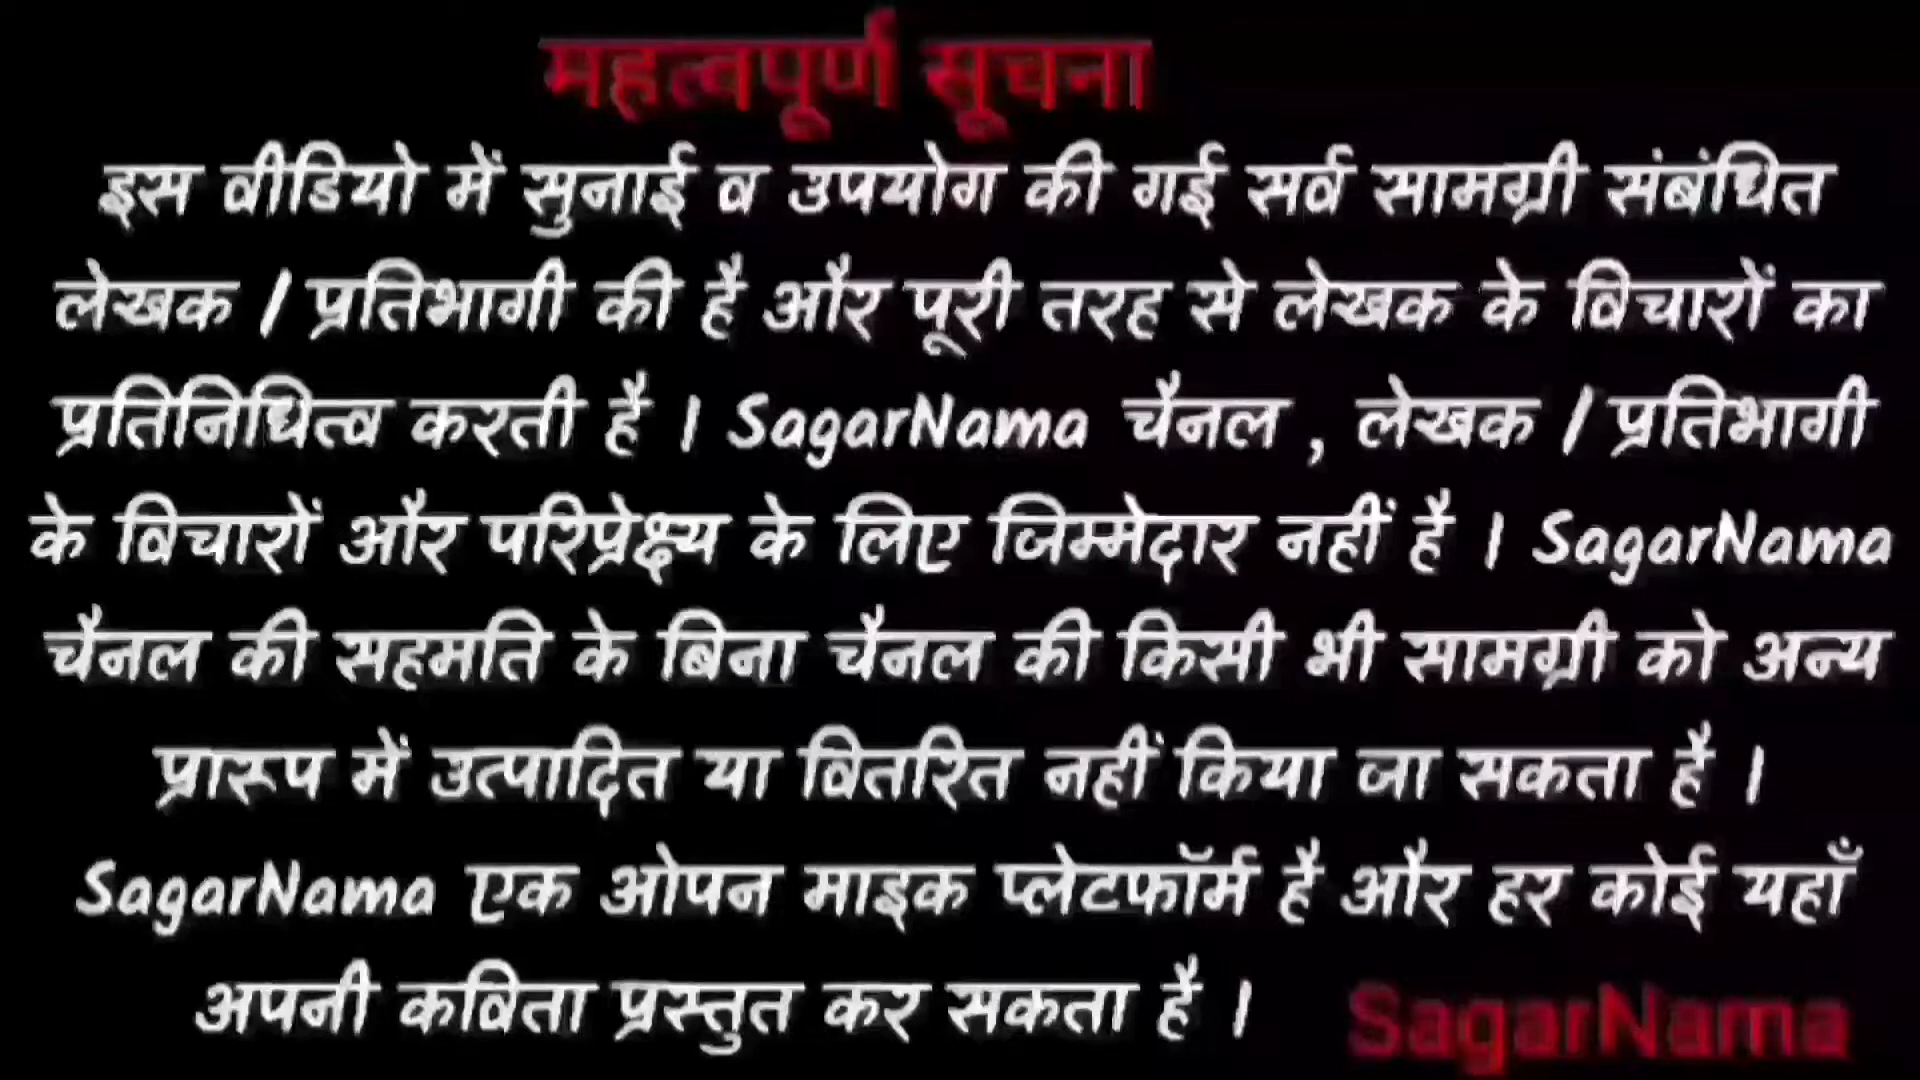 महत्वपूर्ण सूचना
इस वीडियो में सुनाई व उपयोग की गई सर्व सामग्री संबंधित
लेखक / प्रतिभागी की है और पूरी तरह से लेखक के विचारों का
प्रतिनिधित्व करती है । SagarNama चैनल , लेखक / प्रतिभागी
के विचारों और परिप्रेक्ष्य के लिए जिम्मेदार नहीं है । SagarNama
चैनल की सहमति के बिना चैनल की किसी भी सामग्री को अन्य
प्रारूप में उत्पादित या वितरित नहीं किया जा सकता है ।
SagarNama एक ओपन माइक प्लेटफॉर्म है और हर कोई यहाँ
अपनी कविता प्रस्तुत कर सकता है ।
SagarNama